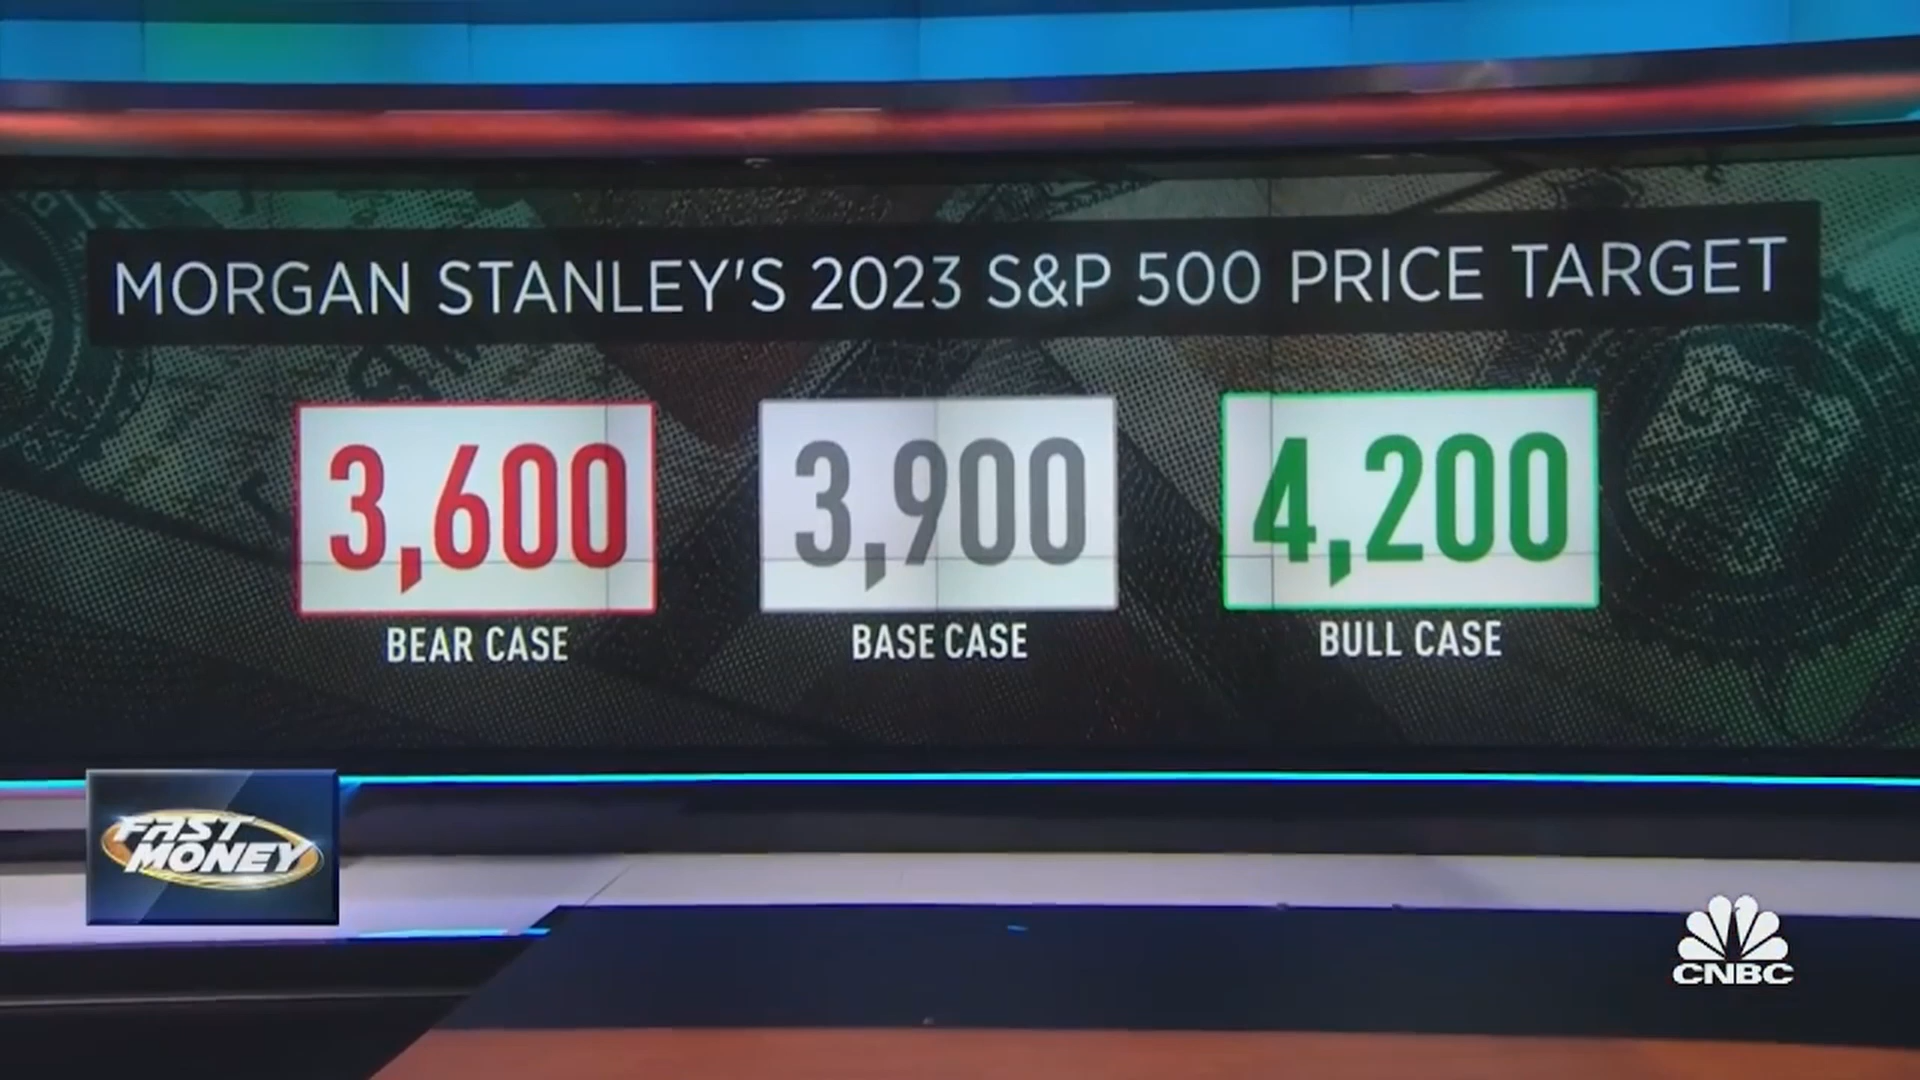 MORGAN STANLEY'S 2023 S&P 500 PRICE TARGET
3,600
3,900
4,200
BEAR CASE
BASE CASE
BULL CASE
FAST
MONEY
CNBC